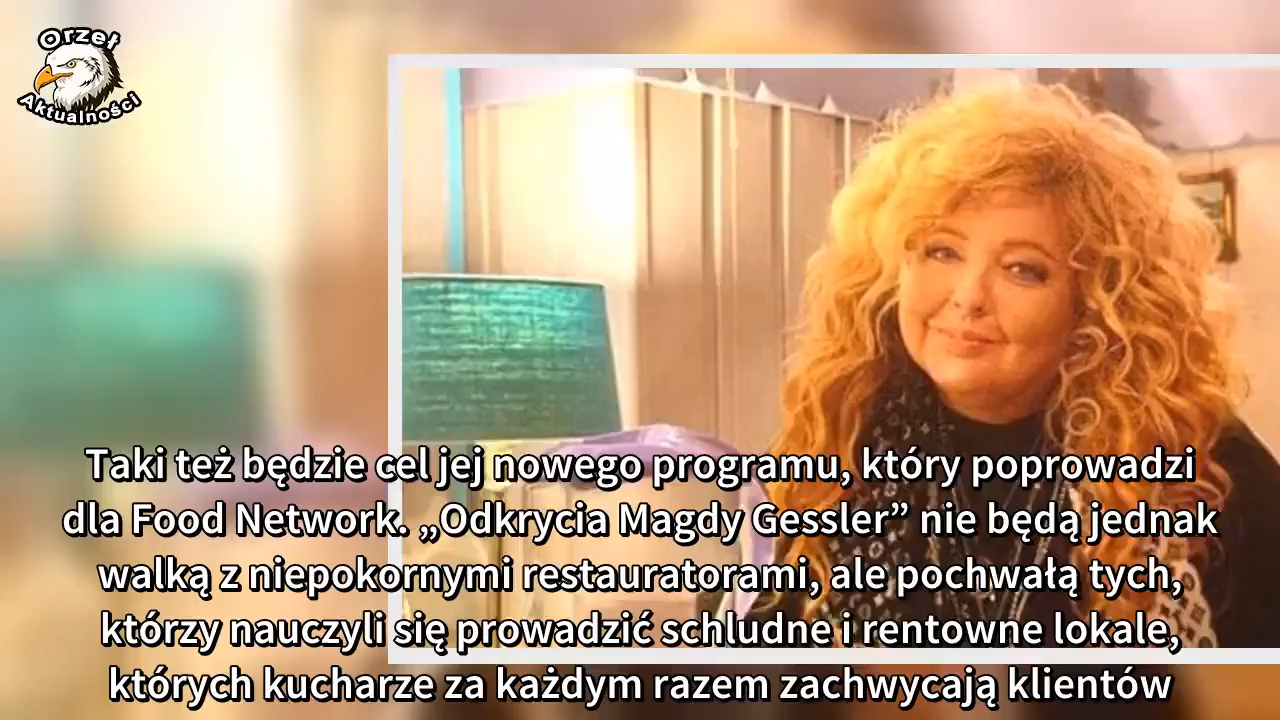 Orzeł
Aktualności
Taki też będzie cel jej nowego programu, który poprowadzi
dla Food Network. „Odkrycia Magdy Gessler” nie będą jednak
walką z niepokornymi restauratorami, ale pochwałą tych,
którzy nauczyli się prowadzić schludne i rentowne lokale,
których kucharze za każdym razem zachwycają klientów